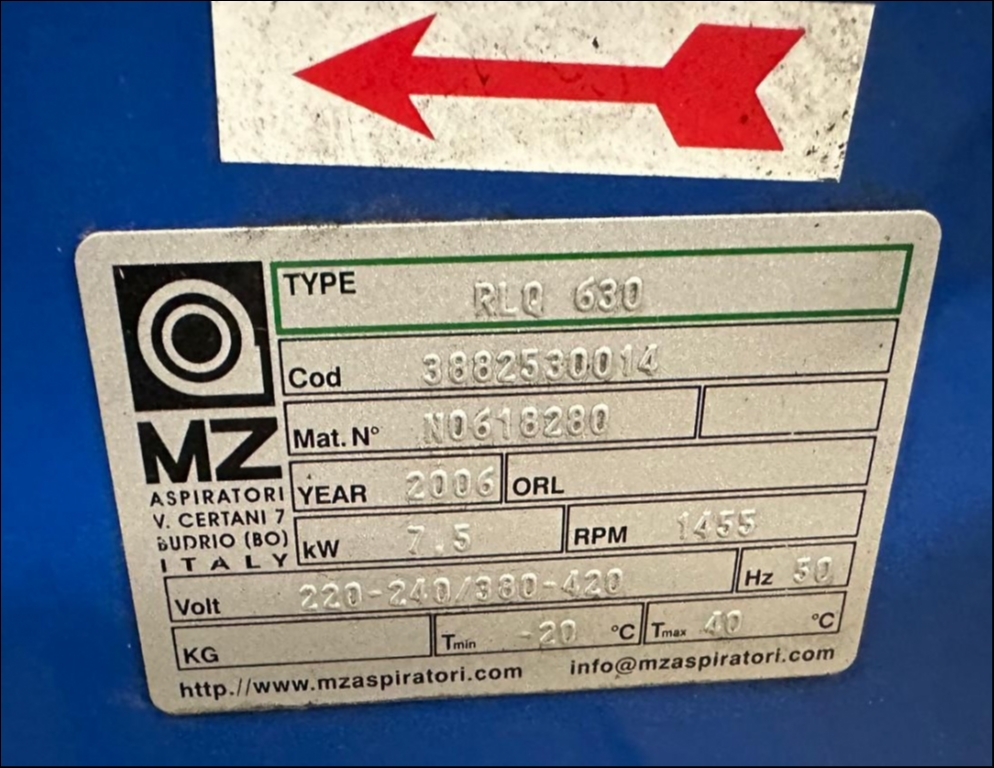 TYPE RLQ 630
Cod 3882530014
Mat. N° N0618280
YEAR 2006 ORL
kW 7.5 RPM 1455
Volt 220-240/380-420 Hz 50
KG Tmin -20 °C Tmax 40 °C
MZ
ASPIRATORI
V. CERTANI 7
BUDRIO (BO)
ITALY
http.//www.mzaspiratori.com info@mzaspiratori.com